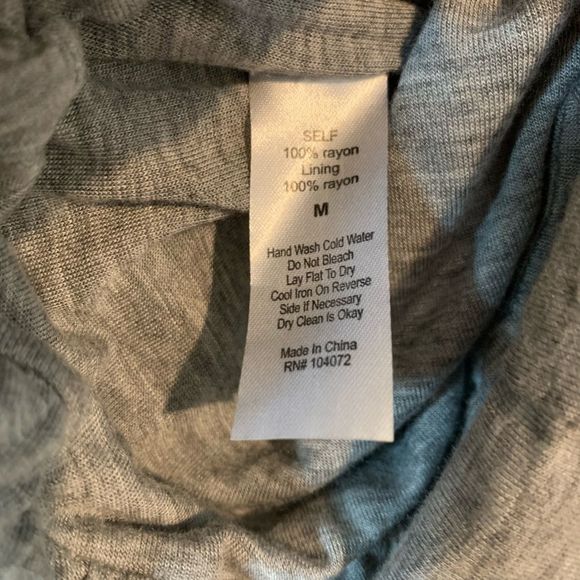 SELF
100% rayon
Lining
100% rayon
M
Hand Wash Cold Water
Do Not Bleach
Lay Flat To Dry
Cool Iron On Reverse
Side If Necessary
Dry Clean Is Okay
Made In China
RN# 104072